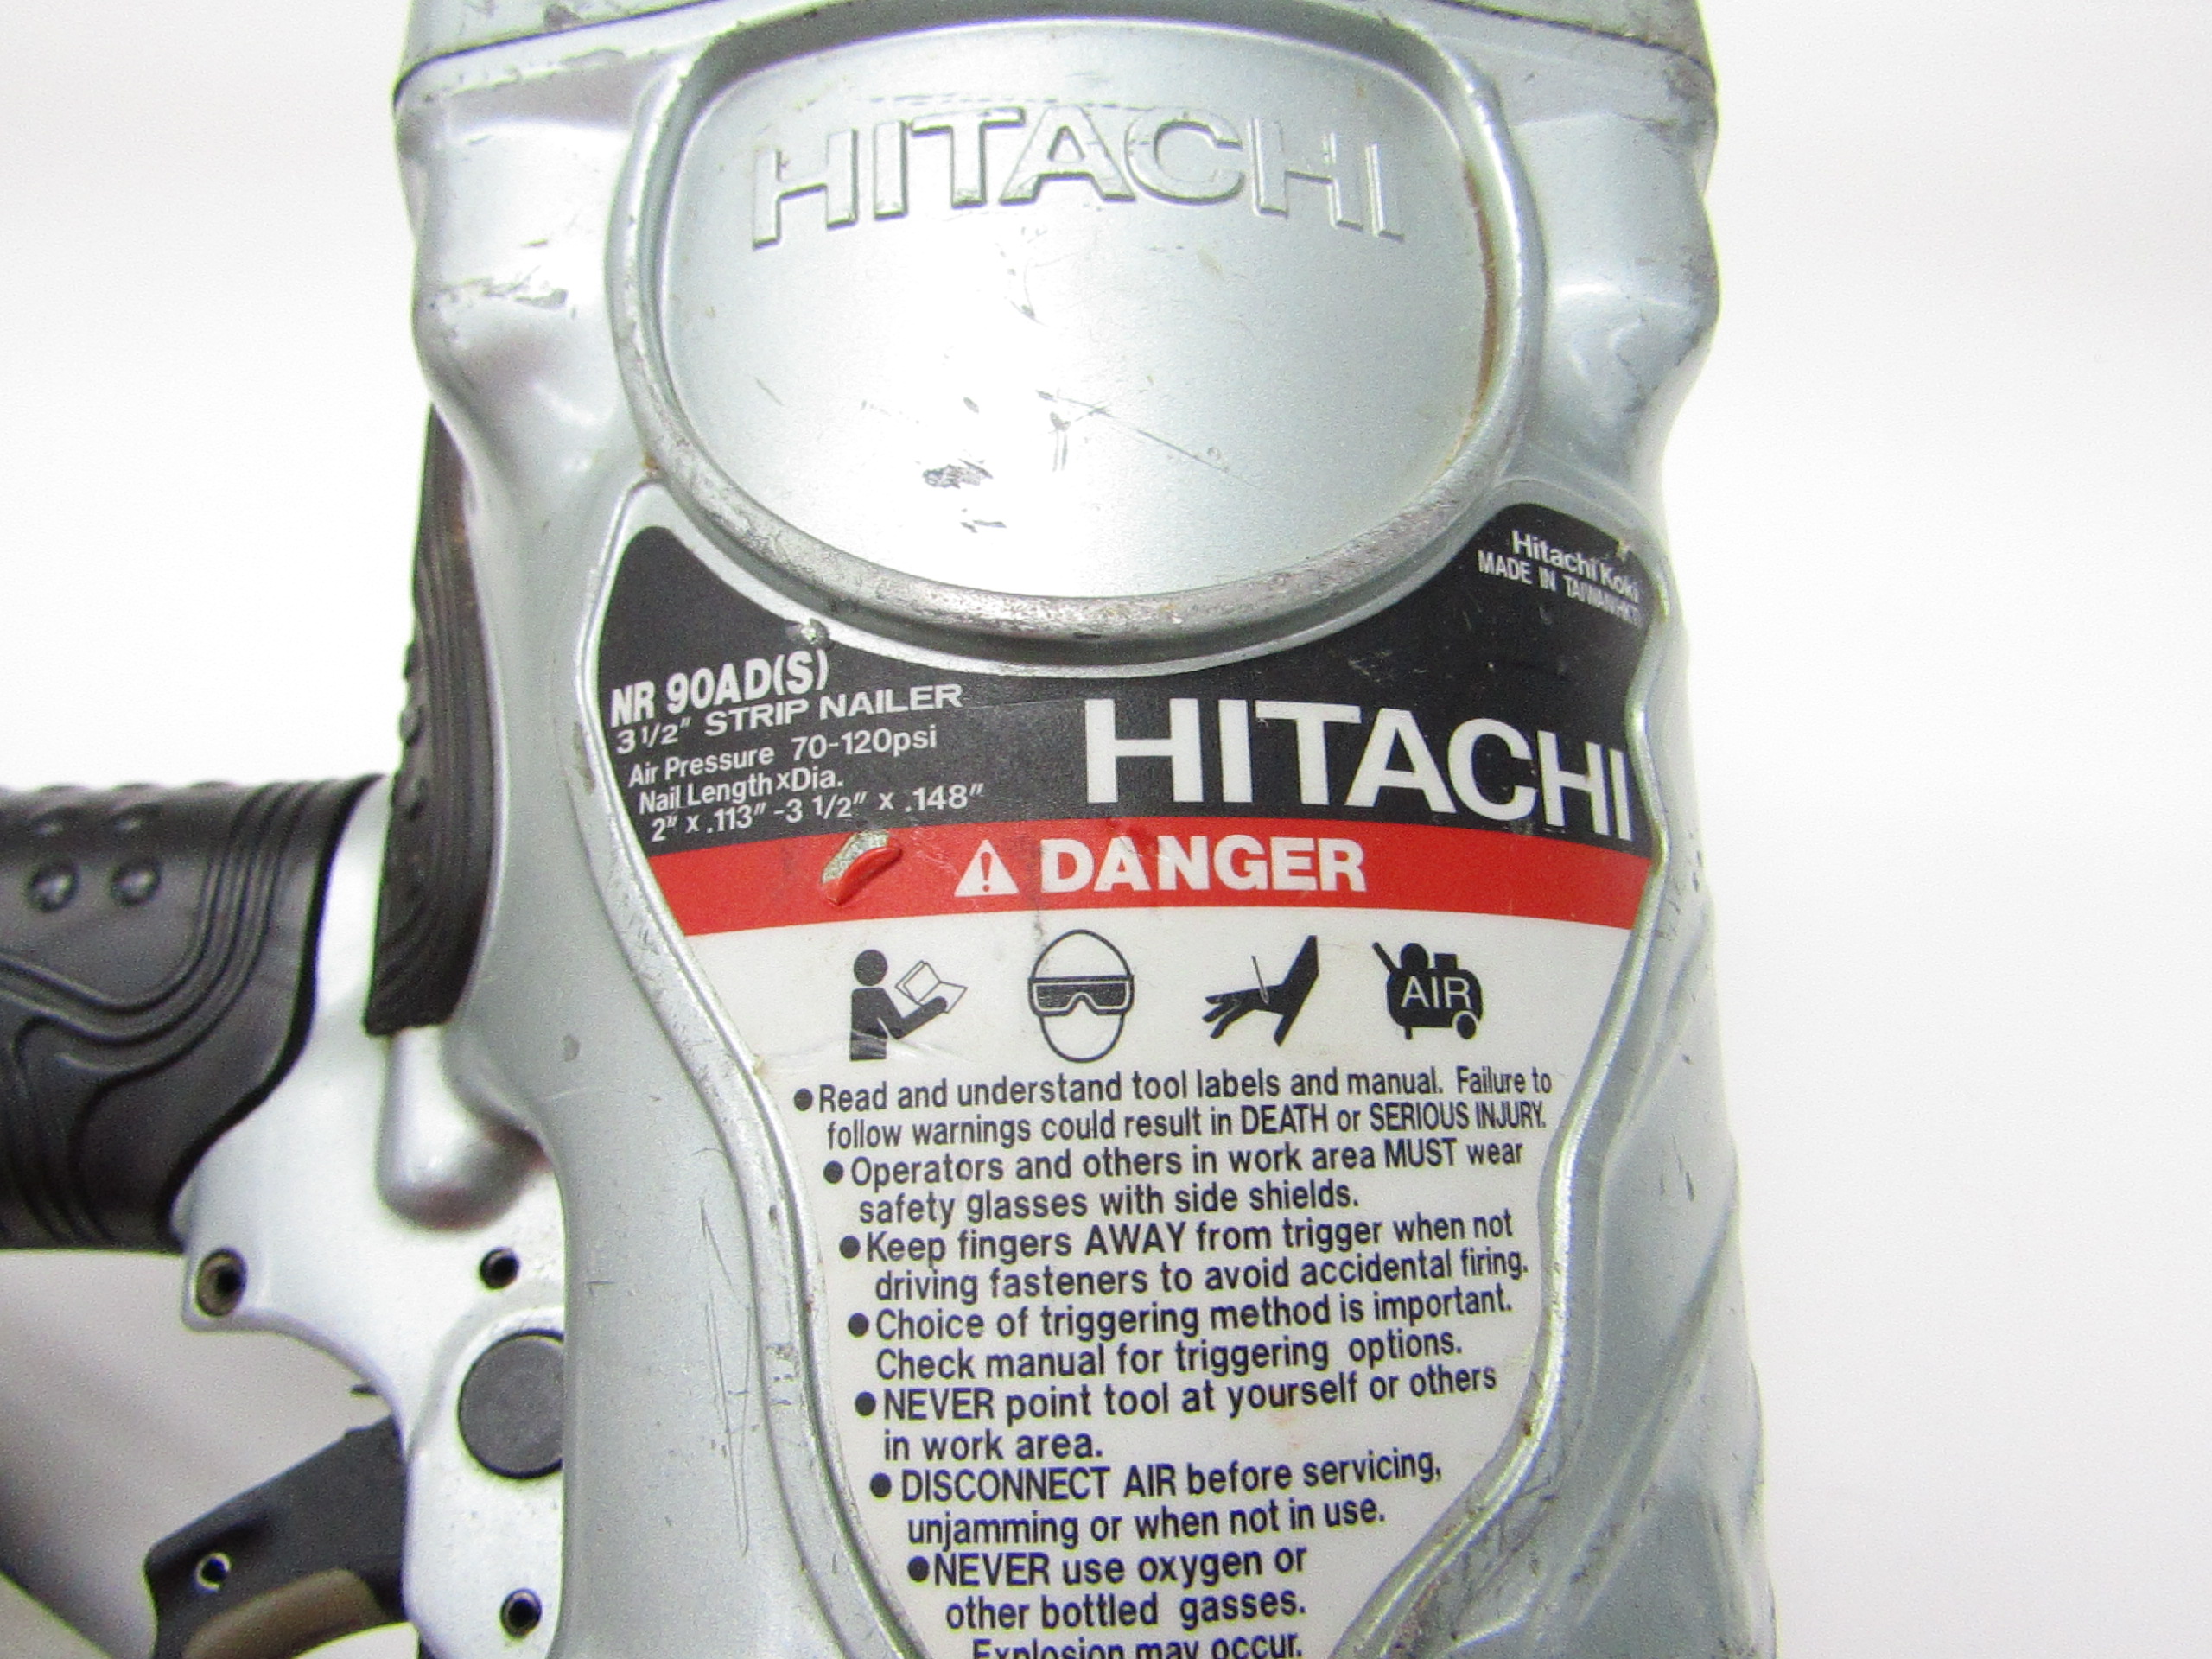 HITACHI
Hitachi Koki
MADE IN TAIWAN
NR 90AD(S)
3 1/2" STRIP NAILER
Air Pressure 70-120psi
Nail Length x Dia.
2" x .113" -3 1/2" x .148"
HITACHI
DANGER
AIR
●Read and understand tool labels and manual. Failure to
follow warnings could result in DEATH or SERIOUS INJURY.
●Operators and others in work area MUST wear
safety glasses with side shields.
●Keep fingers AWAY from trigger when not
driving fasteners to avoid accidental firing.
●Choice of triggering method is important.
Check manual for triggering options.
●NEVER point tool at yourself or others
in work area.
●DISCONNECT AIR before servicing,
unjamming or when not in use.
●NEVER use oxygen or
other bottled gasses.
Explosion may occur.